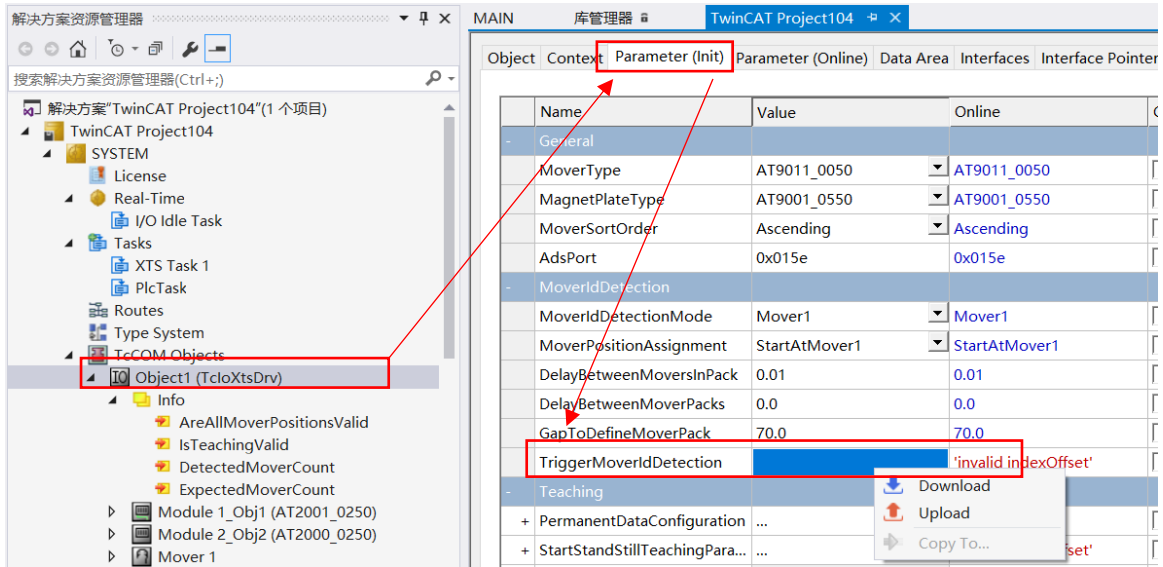 解决方案资源管理器
搜索解决方案资源管理器(Ctrl+;)
解决方案"TwinCAT Project104"(1 个项目)
TwinCAT Project104
SYSTEM
License
Real-Time
I/O Idle Task
Tasks
XTS Task 1
PlcTask
Routes
Type System
TcCOM Objects
Object1 (TcIoXtsDrv)
Info
AreAllMoverPositionsValid
IsTeachingValid
DetectedMoverCount
ExpectedMoverCount
Module 1_Obj1 (AT2001_0250)
Module 2_Obj2 (AT2000_0250)
Mover 1
MAIN 库管理器 TwinCAT Project104
Object Context Parameter (Init) Parameter (Online) Data Area Interfaces Interface Pointer
Name Value Online
- General
MoverType AT9011_0050 AT9011_0050
MagnetPlateType AT9001_0550 AT9001_0550
MoverSortOrder Ascending Ascending
AdsPort 0x015e 0x015e
- MoverIdDetection
MoverIdDetectionMode Mover1 Mover1
MoverPositionAssignment StartAtMover1 StartAtMover1
DelayBetweenMoversInPack 0.01 0.01
DelayBetweenMoverPacks 0.0 0.0
GapToDefineMoverPack 70.0 70.0
TriggerMoverIdDetection 'invalid indexOffset'
- Teaching
+ PermanentDataConfiguration ...
+ StartStandStillTeachingPara... ... set'
Download
Upload
Copy To...